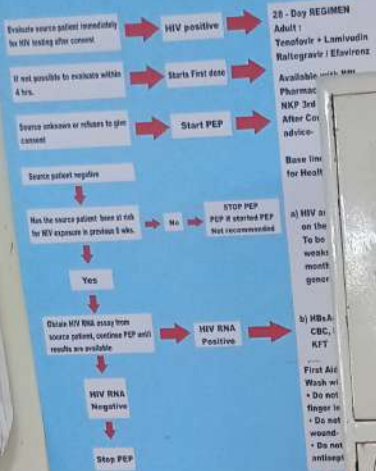 Evaluate source patient immediately
for HIV testing after consent
HIV positive
If not possible to evaluate within
4 hrs.
Starts First dose
Source unknown or refuses to give
consent
Start PEP
Source patient negative
Has the source patient been at risk
for HIV exposure in previous 6 wks.
No
STOP PEP
PEP if started PEP
Not recommended
Yes
Obtain HIV RNA assay from
source patient, continue PEP until
results are available
HIV RNA
Positive
HIV RNA
Negative
Stop PEP
28 - Day REGIMEN
Adult :
Tenofovir + Lamivudin
Raltegravir / Efavirenz
Available with
Pharmac
NKP 3rd
After Co
advice-
Base line
for Healt
a) HIV
on the
To be
weeks
month
gener
b) HBsA
CBC,
KFT
First Aid
Wash wi
• Do not
finger in
• Do not
wound-
• Do not
antisept